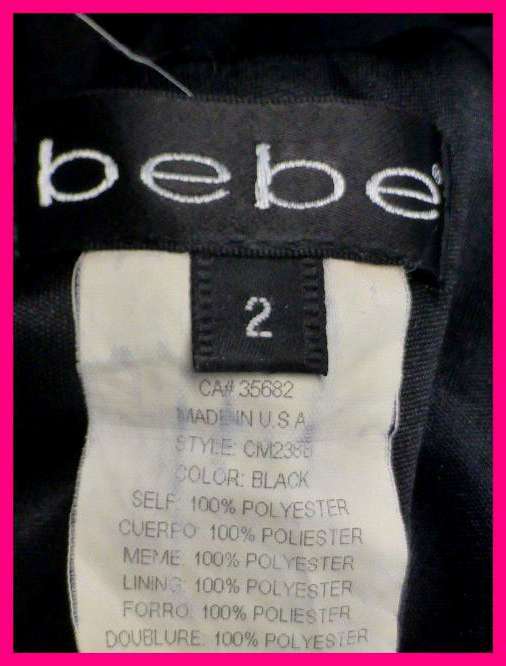 bebe
2
CA# 35682
MADE IN U.S.A
STYLE:
COLOR: BLACK
SELF: 100% POLYESTER
CUERPO: 100% POLIESTER
MEME: 100% POLYESTER
LINING: 100% POLYESTER
FORRO: 100% POLIESTER
DOUBLURE: 100% POLYESTER